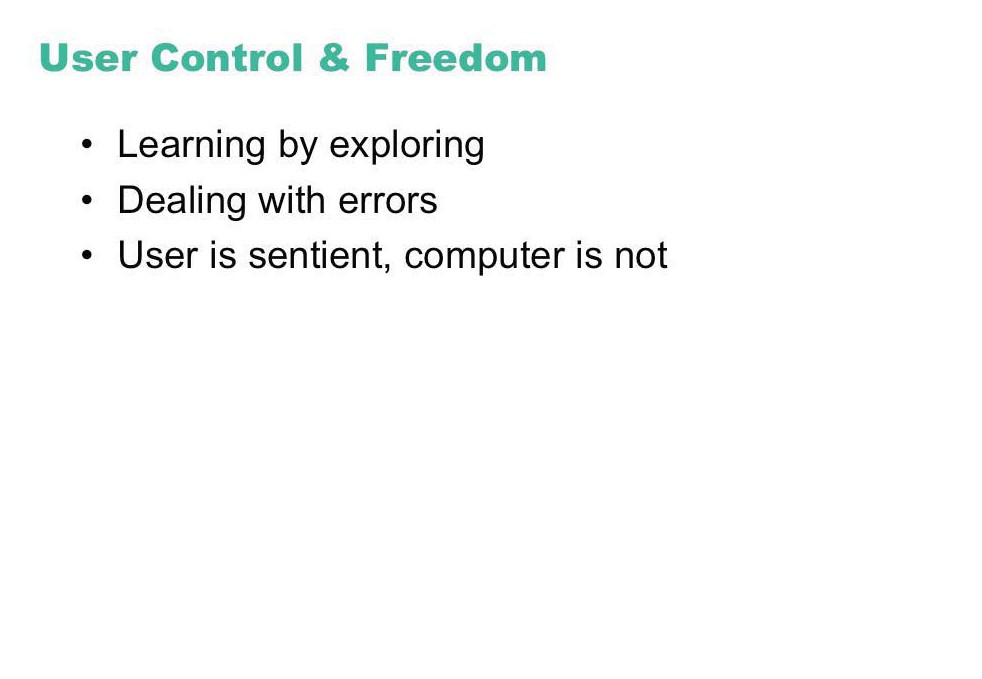 User Control & Freedom
• Learning by exploring
• Dealing with errors
• User is sentient, computer is not